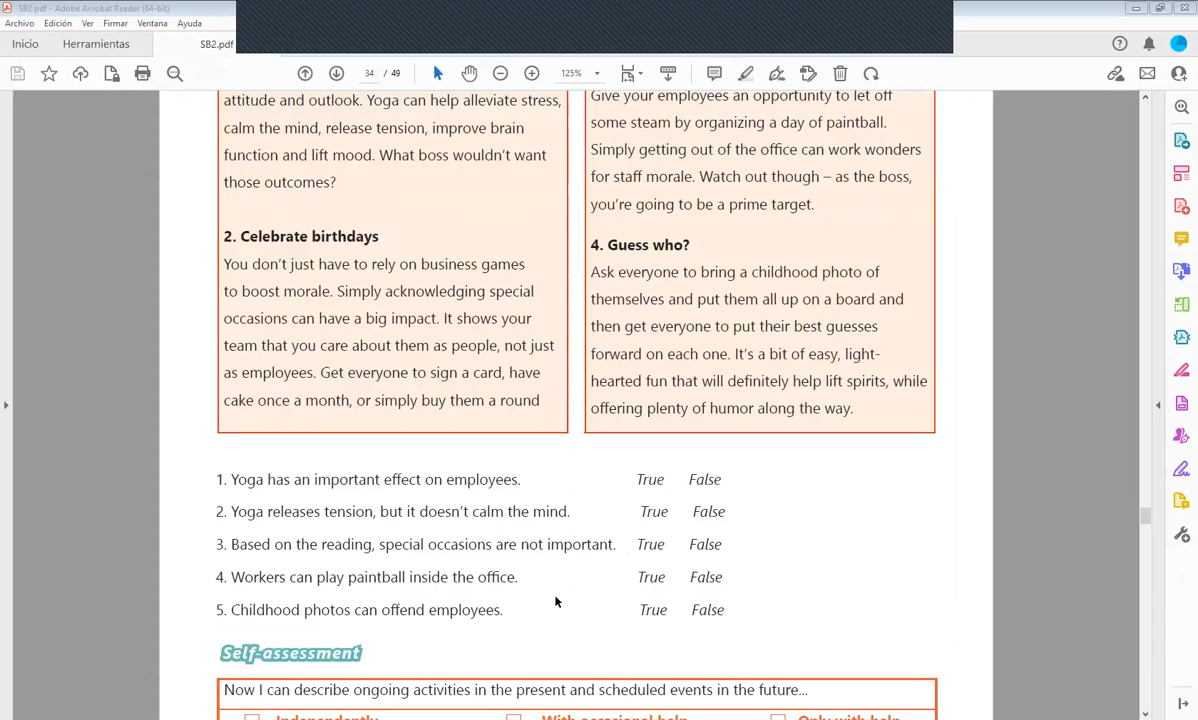 SB2.pdf - Adobe Acrobat Reader (64-bit)
Archivo Edición Ver Firmar Ventana Ayuda
Inicio Herramientas SB2.pdf
34 / 49 125%
attitude and outlook. Yoga can help alleviate stress,
calm the mind, release tension, improve brain
function and lift mood. What boss wouldn't want
those outcomes?
2. Celebrate birthdays
You don't just have to rely on business games
to boost morale. Simply acknowledging special
occasions can have a big impact. It shows your
team that you care about them as people, not just
as employees. Get everyone to sign a card, have
cake once a month, or simply buy them a round
Give your employees an opportunity to let off
some steam by organizing a day of paintball.
Simply getting out of the office can work wonders
for staff morale. Watch out though – as the boss,
you're going to be a prime target.
4. Guess who?
Ask everyone to bring a childhood photo of
themselves and put them all up on a board and
then get everyone to put their best guesses
forward on each one. It's a bit of easy, light-
hearted fun that will definitely help lift spirits, while
offering plenty of humor along the way.
1. Yoga has an important effect on employees. True False
2. Yoga releases tension, but it doesn't calm the mind. True False
3. Based on the reading, special occasions are not important. True False
4. Workers can play paintball inside the office. True False
5. Childhood photos can offend employees. True False
Self-assessment
Now I can describe ongoing activities in the present and scheduled events in the future...
Independently With occasional help Only with help